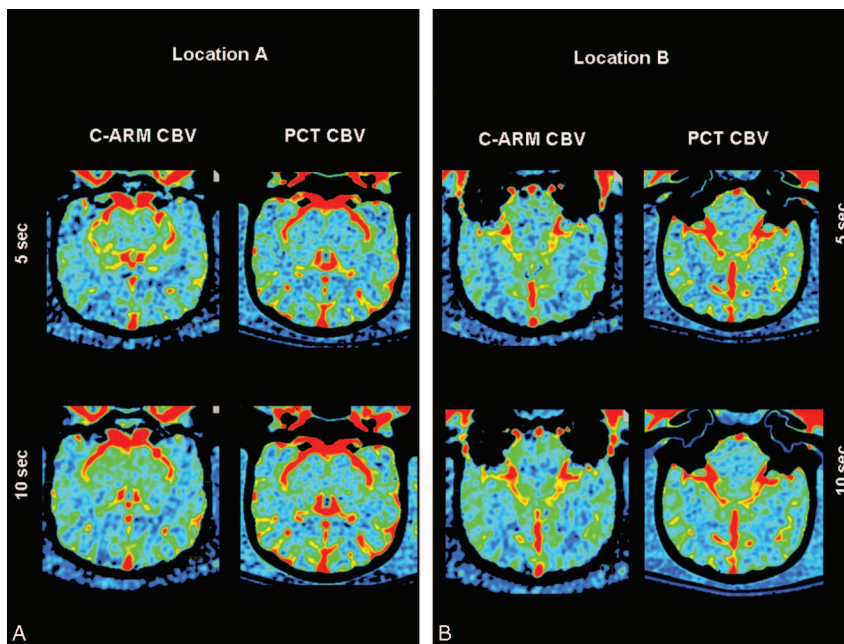 Location A
C-ARM CBV PCT CBV
5 sec
10 sec
A
Location B
C-ARM CBV PCT CBV
5 sec
10 sec
B